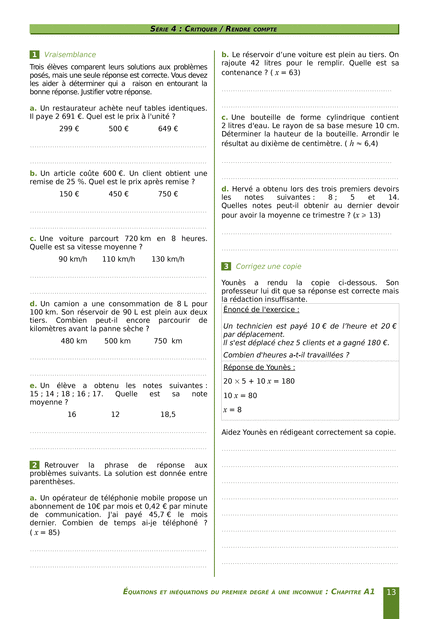 SÉRIE 4 : CRITIQUER / RENDRE COMPTE
1 Vraisemblance
Trois élèves comparent leurs solutions aux problèmes
posés, mais une seule réponse est correcte. Vous devez
les aider à déterminer qui a raison en entourant la
bonne réponse. Justifier votre réponse.
a. Un restaurateur achète neuf tables identiques.
Il paye 2 691 €. Quel est le prix à l'unité ?
299 € 500 € 649 €
b. Un article coûte 600 €. Un client obtient une
remise de 25 %. Quel est le prix après remise ?
150 € 450 € 750 €
c. Une voiture parcourt 720 km en 8 heures.
Quelle est sa vitesse moyenne ?
90 km/h 110 km/h 130 km/h
d. Un camion a une consommation de 8 L pour
100 km. Son réservoir de 90 L est plein aux deux
tiers. Combien peut-il encore parcourir de
kilomètres avant la panne sèche ?
480 km 500 km 750 km
e. Un élève a obtenu les notes suivantes :
15 ; 14 ; 18 ; 16 ; 17. Quelle est sa note
moyenne ?
16 12 18,5
2 Retrouver la phrase de réponse aux
problèmes suivants. La solution est donnée entre
parenthèses.
a. Un opérateur de téléphonie mobile propose un
abonnement de 10€ par mois et 0,42 € par minute
de communication. J'ai payé 45,7 € le mois
dernier. Combien de temps ai-je téléphoné ?
( x = 85)
b. Le réservoir d'une voiture est plein au tiers. On
rajoute 42 litres pour le remplir. Quelle est sa
contenance ? ( x = 63)
c. Une bouteille de forme cylindrique contient
2 litres d'eau. Le rayon de sa base mesure 10 cm.
Déterminer la hauteur de la bouteille. Arrondir le
résultat au dixième de centimètre. ( h ≈ 6,4)
d. Hervé a obtenu lors des trois premiers devoirs
les notes suivantes : 8 ; 5 et 14.
Quelles notes peut-il obtenir au dernier devoir
pour avoir la moyenne ce trimestre ? (x ⩾ 13)
3 Corrigez une copie
Younès a rendu la copie ci-dessous. Son
professeur lui dit que sa réponse est correcte mais
la rédaction insuffisante.
Énoncé de l'exercice :
Un technicien est payé 10 € de l'heure et 20 €
par déplacement.
Il s'est déplacé chez 5 clients et a gagné 180 €.
Combien d'heures a-t-il travaillées ?
Réponse de Younès :
20 × 5 + 10 x = 180
10 x = 80
x = 8
Aidez Younès en rédigeant correctement sa copie.
ÉQUATIONS ET INÉQUATIONS DU PREMIER DEGRÉ À UNE INCONNUE : CHAPITRE A1 13